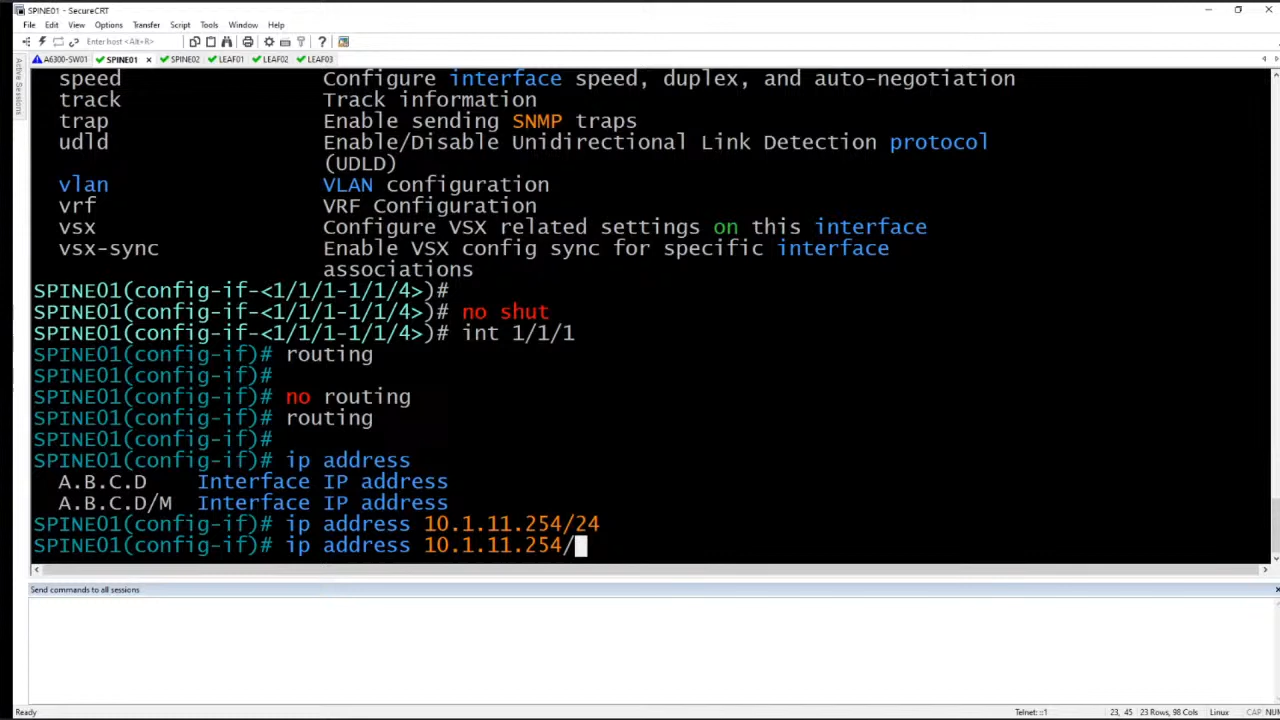 SPINE01 - SecureCRT
File Edit View Options Transfer Script Tools Window Help
Enter host <Alt+R>
A6300-SW01 SPINE01 SPINE02 LEAF01 LEAF02 LEAF03
Active Sessions
speed Configure interface speed, duplex, and auto-negotiation
track Track information
trap Enable sending SNMP traps
udld Enable/Disable Unidirectional Link Detection protocol
(UDLD)
vlan VLAN configuration
vrf VRF Configuration
vsx Configure VSX related settings on this interface
vsx-sync Enable VSX config sync for specific interface
associations
SPINE01(config-if-<1/1/1-1/1/4>)#
SPINE01(config-if-<1/1/1-1/1/4>)# no shut
SPINE01(config-if-<1/1/1-1/1/4>)# int 1/1/1
SPINE01(config-if)# routing
SPINE01(config-if)#
SPINE01(config-if)# no routing
SPINE01(config-if)# routing
SPINE01(config-if)#
SPINE01(config-if)# ip address
A.B.C.D Interface IP address
A.B.C.D/M Interface IP address
SPINE01(config-if)# ip address 10.1.11.254/24
SPINE01(config-if)# ip address 10.1.11.254/
Send commands to all sessions
Ready Telnet: ::1 23, 45 23 Rows, 98 Cols Linux CAP NUM